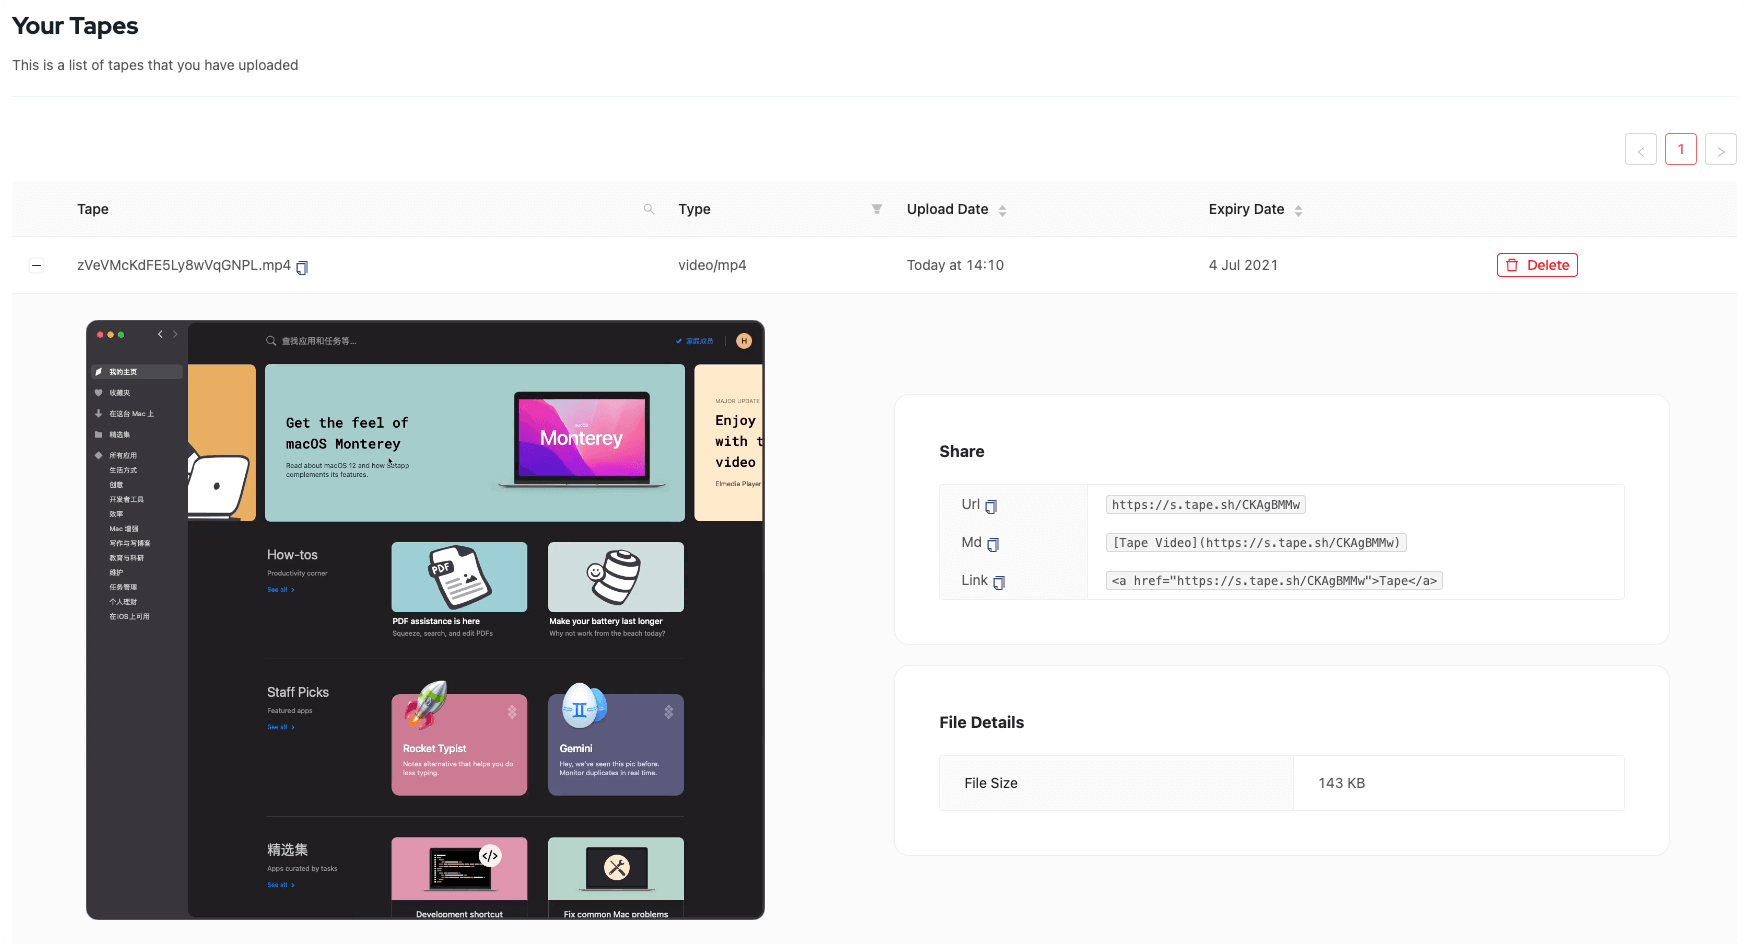 Your Tapes
This is a list of tapes that you have uploaded
1
Tape
Type
Upload Date
Expiry Date
zVeVMcKdFE5Ly8wVqGNPL.mp4
video/mp4
Today at 14:10
4 Jul 2021
Delete
查找应用和任务等...
H
我的主页
收藏夹
在这台 Mac 上
精选集
所有应用
生活方式
创意
开发者工具
效率
Mac 增强
写作与写博客
教育与科研
维护
任务管理
个人理财
在iOS上可用
Get the feel of
macOS Monterey
Read about macOS 12 and how Setapp
complements its features.
Monterey
MAJOR UPDATE
Enjoy
with t
video
Elmedia Player
How-tos
Productivity corner
See all
PDF
PDF assistance is here
Squeeze, search, and edit PDFs
Make your battery last longer
Why not work from the beach today?
Staff Picks
Featured apps
See all
Rocket Typist
Notes alternative that helps you do
less typing.
Gemini
Hey, we've seen this pic before.
Monitor duplicates in real time.
精选集
Apps curated by tasks
See all
</>
Development shortcut
Fix common Mac problems
Share
Url
https://s.tape.sh/CKAgBMMw
Md
[Tape Video](https://s.tape.sh/CKAgBMMw)
Link
<a href="https://s.tape.sh/CKAgBMMw">Tape</a>
File Details
File Size
143 KB